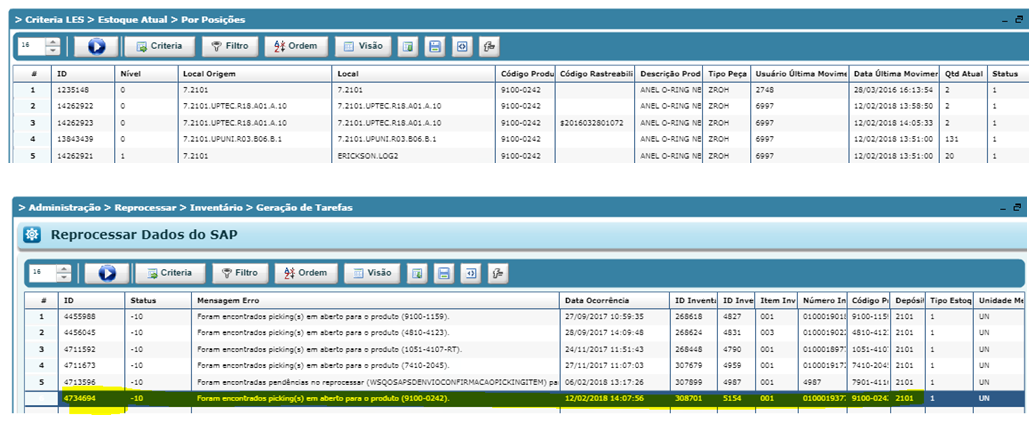 > Criteria LES > Estoque Atual > Por Posições
16 Criteria Filtro Ordem Visão
# ID Nível Local Origem Local Código Produ Código Rastreabili Descrição Prod Tipo Peça Usuário Última Movime Data Última Movimer Qtd Atual Status
1 1235148 0 7.2101 7.2101 9100-0242 ANEL O-RING NE ZROH 2748 28/03/2016 16:13:54 2 1
2 14262922 0 7.2101.UPTEC.R18.A01.A.10 7.2101.UPTEC.R18.A01.A.10 9100-0242 ANEL O-RING NE ZROH 6997 12/02/2018 13:58:50 2 1
3 14262923 0 7.2101.UPTEC.R18.A01.A.10 7.2101.UPTEC.R18.A01.A.10 9100-0242 $2016032801072 ANEL O-RING NE ZROH 6997 12/02/2018 14:05:33 2 1
4 13843439 0 7.2101.UPUNI.R03.B06.B.1 7.2101.UPUNI.R03.B06.B.1 9100-0242 ANEL O-RING NE ZROH 6997 12/02/2018 13:51:00 131 1
5 14262921 1 7.2101 ERICKSON.LOG2 9100-0242 ANEL O-RING NE ZROH 6997 12/02/2018 13:51:00 20 1
> Administração > Reprocessar > Inventário > Geração de Tarefas
Reprocessar Dados do SAP
16 Criteria Filtro Ordem Visão
# ID Status Mensagem Erro Data Ocorrência ID Inventa ID Inve Item Inv Número In Código Pr Depósit Tipo Estoq Unidade Me
1 4455988 -10 Foram encontrados picking(s) em aberto para o produto (9100-1159). 27/09/2017 10:59:35 268618 4827 001 010001901 9100-115 2101 1 UN
2 4456045 -10 Foram encontrados picking(s) em aberto para o produto (4810-4123). 28/09/2017 14:09:48 268624 4831 003 010001902 4810-412 2101 1 UN
3 4711592 -10 Foram encontrados picking(s) em aberto para o produto (1051-4107-RT). 24/11/2017 11:51:43 268448 4790 001 010001897 1051-410 2101 1 UN
4 4711673 -10 Foram encontrados picking(s) em aberto para o produto (7410-2045). 27/11/2017 11:07:03 307679 4959 001 010001917 7410-204 2101 1 UN
5 4713596 -10 Foram encontradas pendências no reprocessar (WSQOSAPSDENVIOCONFIRMACAOPICKINGITEM) pa 06/02/2018 13:17:26 307899 4987 001 4987 7901-411 2101 1 UN
4734694 -10 Foram encontrados picking(s) em aberto para o produto (9100-0242). 12/02/2018 14:07:56 308701 5154 001 010001937 9100-024 2101 1 UN